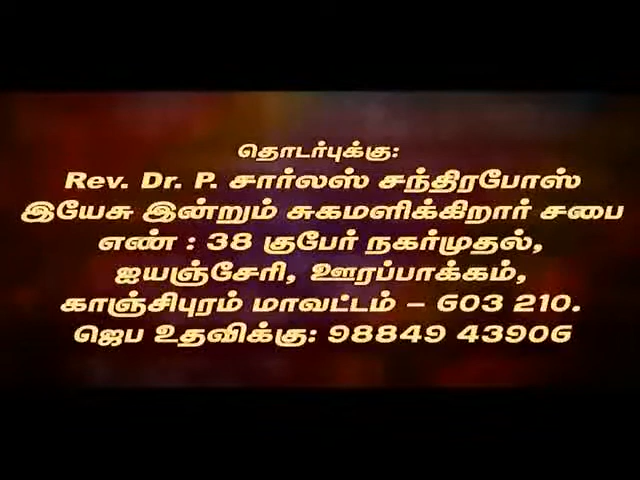 தொடர்புக்கு:
Rev. Dr. P. சார்லஸ் சந்திரபோஸ்
இயேசு இன்றும் சுகமளிக்கிறார் சபை
எண் : 38 குபேர் நகர்முதல்,
ஐயஞ்சேரி, ஊரப்பாக்கம்,
காஞ்சிபுரம் மாவட்டம் – 603 210.
ஜெப உதவிக்கு: 98849 43906